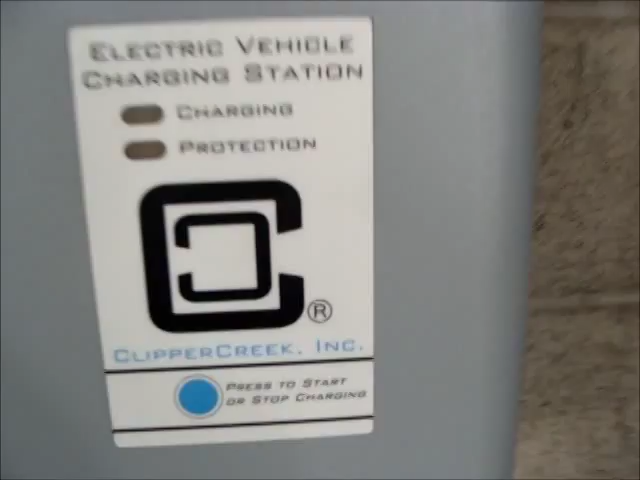 Electric Vehicle
Charging Station
Charging
Protection
®
ClipperCreek, Inc.
Press to Start
or Stop Charging